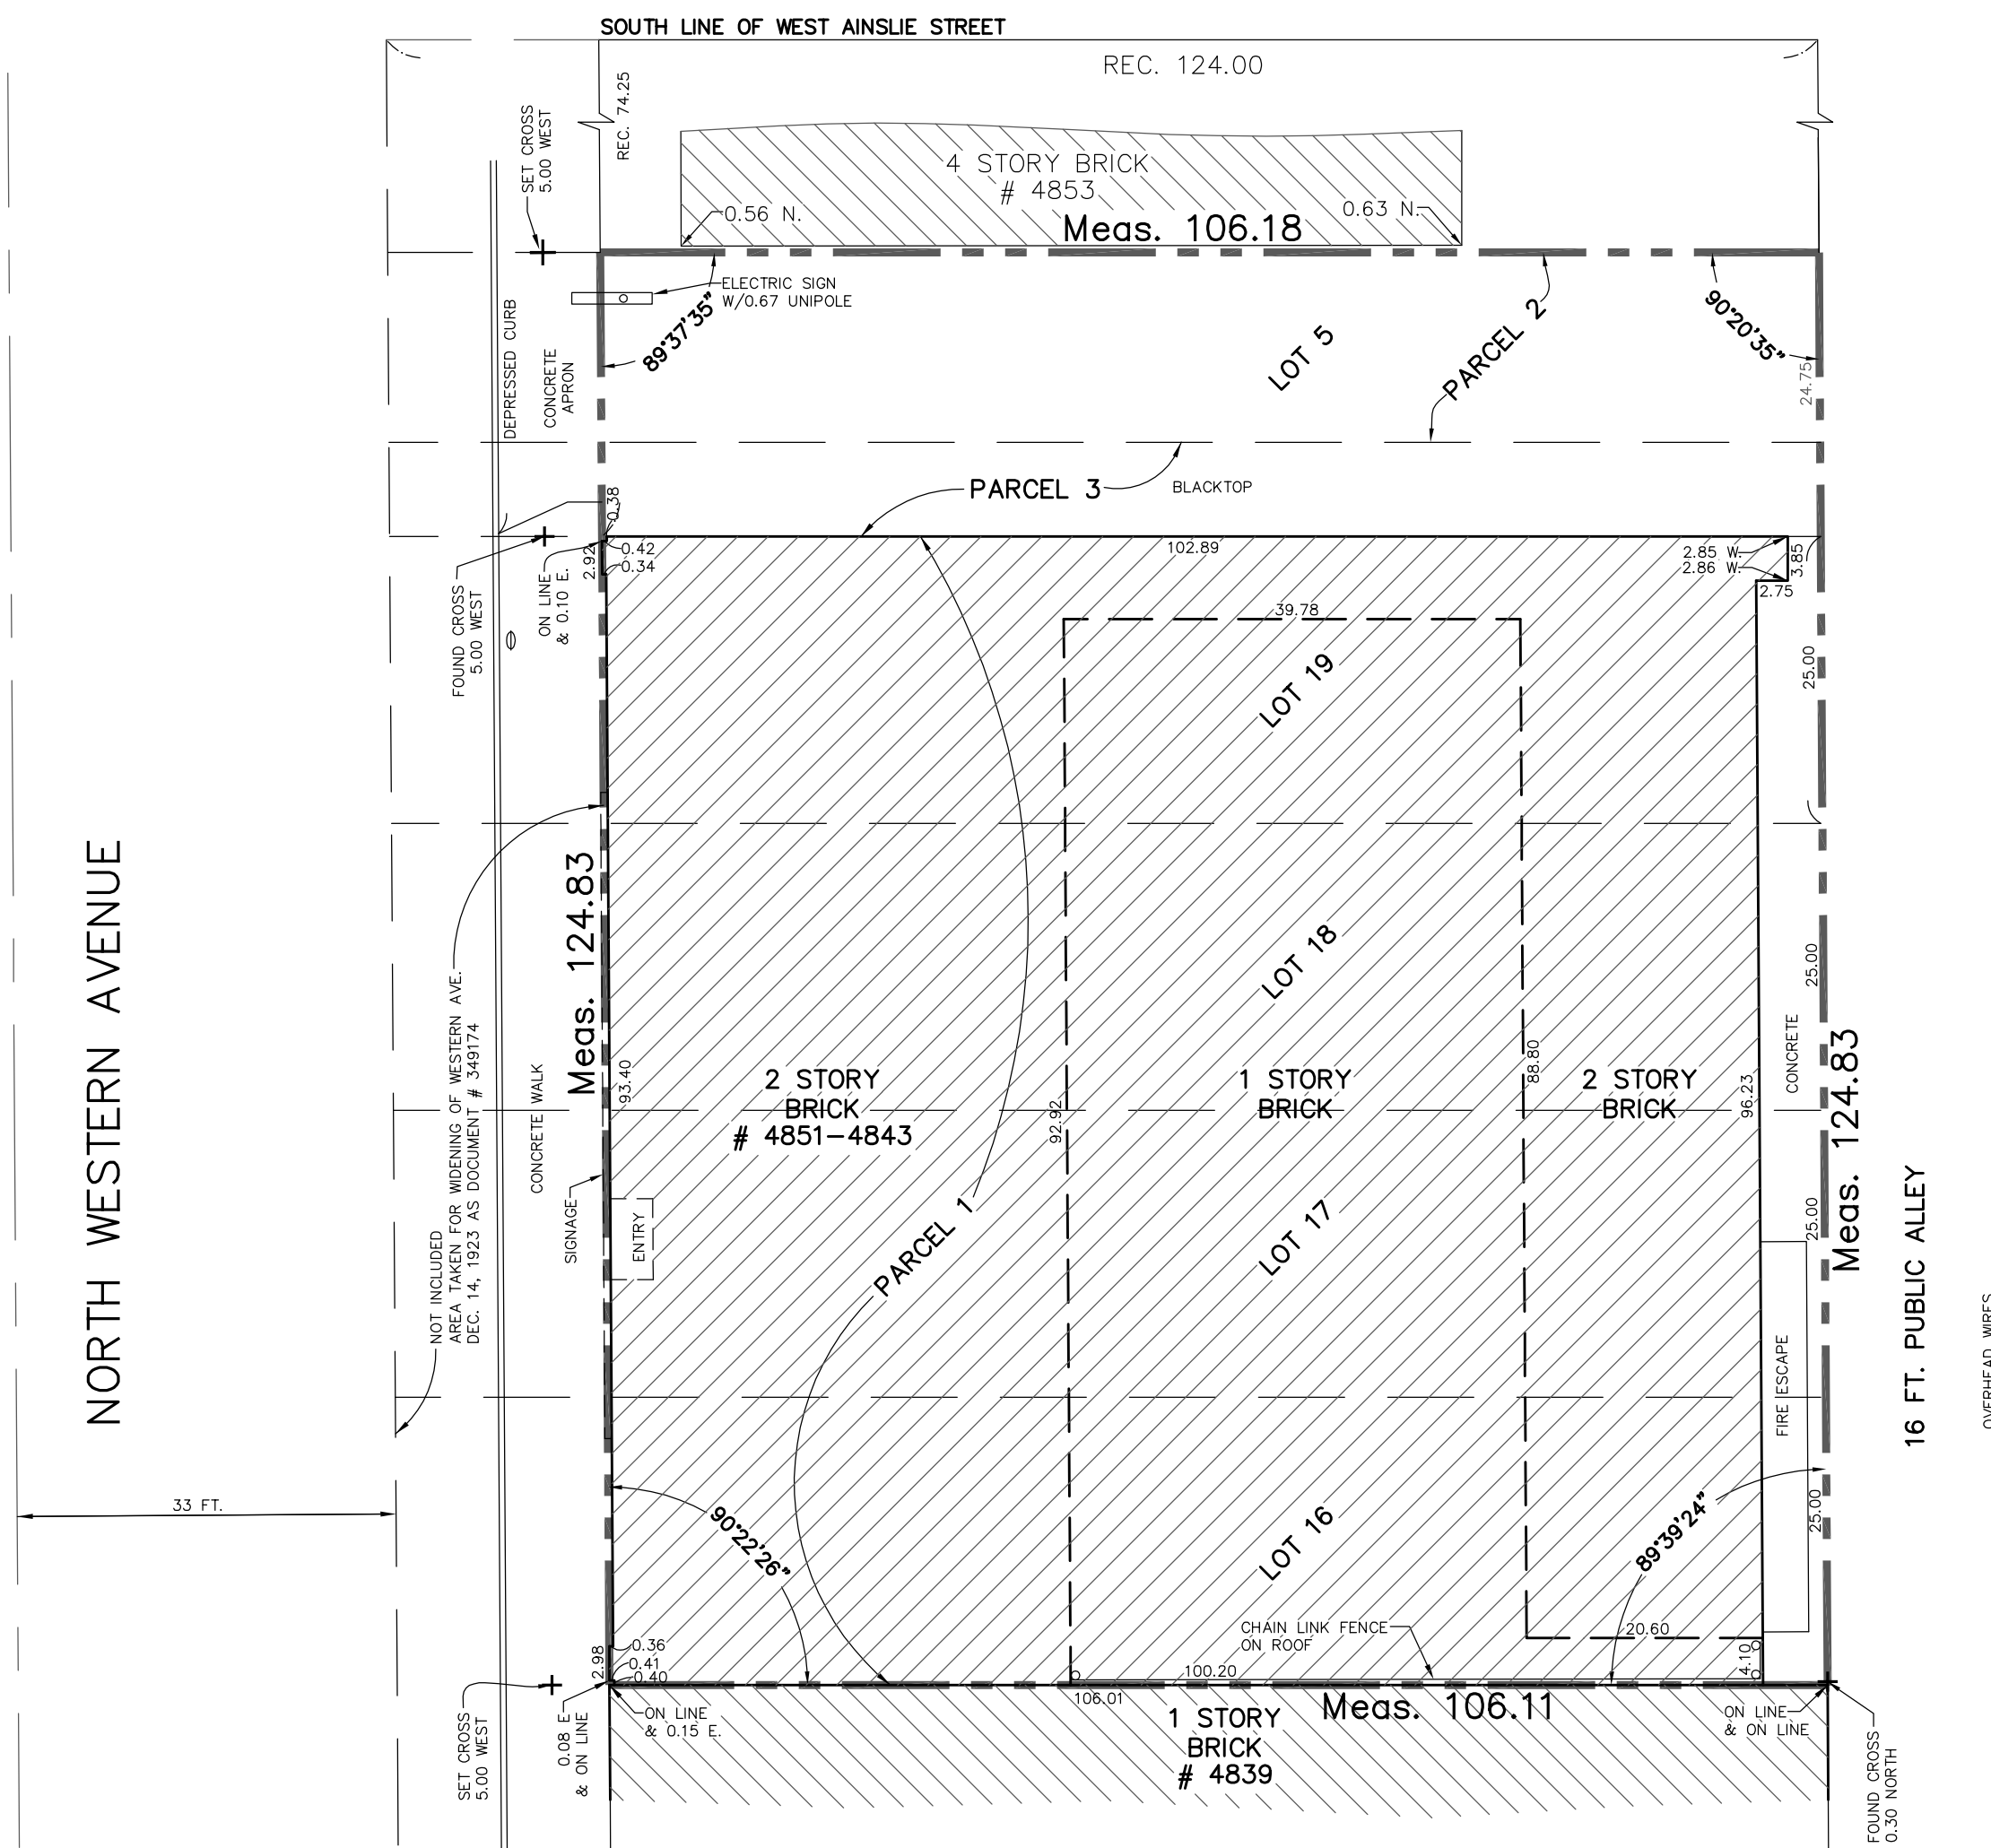 SOUTH LINE OF WEST AINSLIE STREET
REC. 124.00
REC. 74.25
SET CROSS
5.00 WEST
4 STORY BRICK
# 4853
0.56 N.
0.63 N.
Meas. 106.18
ELECTRIC SIGN
W/0.67 UNIPOLE
89°37'35"
90°20'35"
LOT 5
PARCEL 2
24.75
DEPRESSED CURB
CONCRETE
APRON
PARCEL 3
BLACKTOP
0.38
0.42
0.34
2.92
102.89
2.85 W.
2.86 W.
3.85
2.75
FOUND CROSS
5.00 WEST
ON LINE
& 0.10 E.
39.78
LOT 19
25.00
NORTH WESTERN AVENUE
Meas. 124.83
NOT INCLUDED
AREA TAKEN FOR WIDENING OF WESTERN AVE.
DEC. 14, 1923 AS DOCUMENT # 349174
LOT 18
25.00
CONCRETE WALK
93.40
2 STORY
BRICK
# 4851-4843
92.92
1 STORY
BRICK
88.80
2 STORY
BRICK
96.23
CONCRETE
Meas. 124.83
SIGNAGE
ENTRY
PARCEL 1
LOT 17
25.00
16 FT. PUBLIC ALLEY
OVERHEAD WIRES
FIRE ESCAPE
33 FT.
90°22'26"
LOT 16
89°39'24"
25.00
CHAIN LINK FENCE
ON ROOF
20.60
4.10
2.98
0.36
0.41
0.40
100.20
106.01
Meas. 106.11
SET CROSS
5.00 WEST
0.08 E
& ON LINE
ON LINE
& 0.15 E.
1 STORY
BRICK
# 4839
ON LINE
& ON LINE
FOUND CROSS
0.30 NORTH